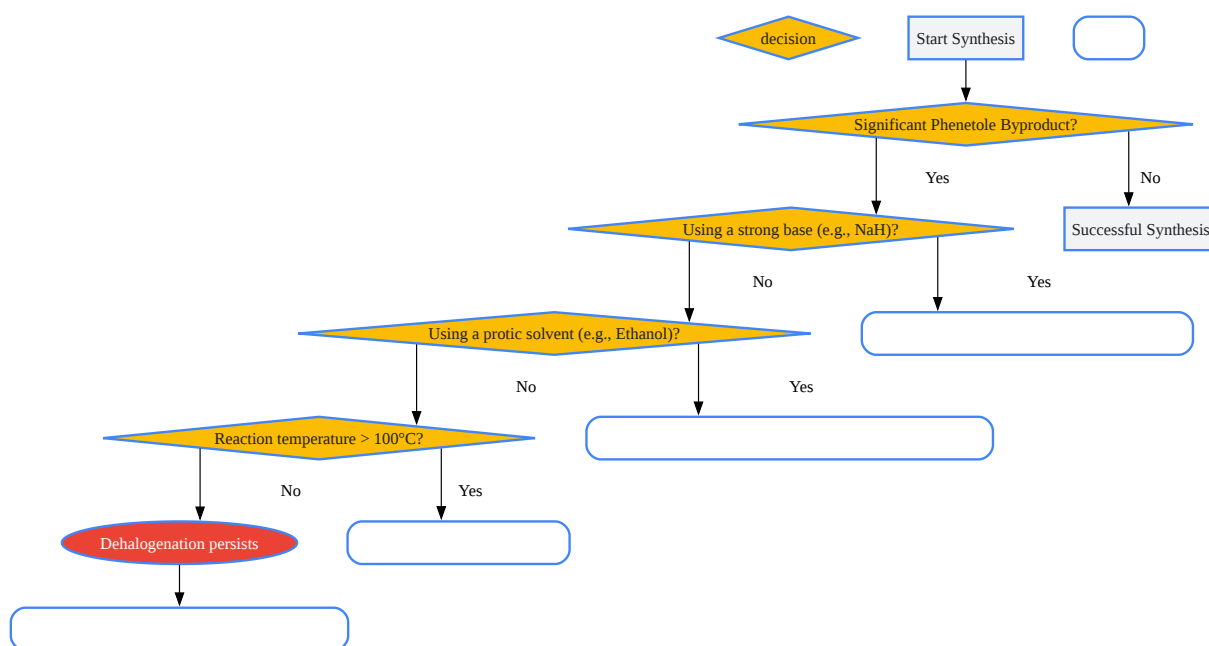 decision
Start Synthesis
Significant Phenetole Byproduct?
Yes
No
Using a strong base (e.g., NaH)?
Successful Synthesis
No
Yes
Using a protic solvent (e.g., Ethanol)?
No
Yes
Reaction temperature > 100°C?
No
Yes
Dehalogenation persists